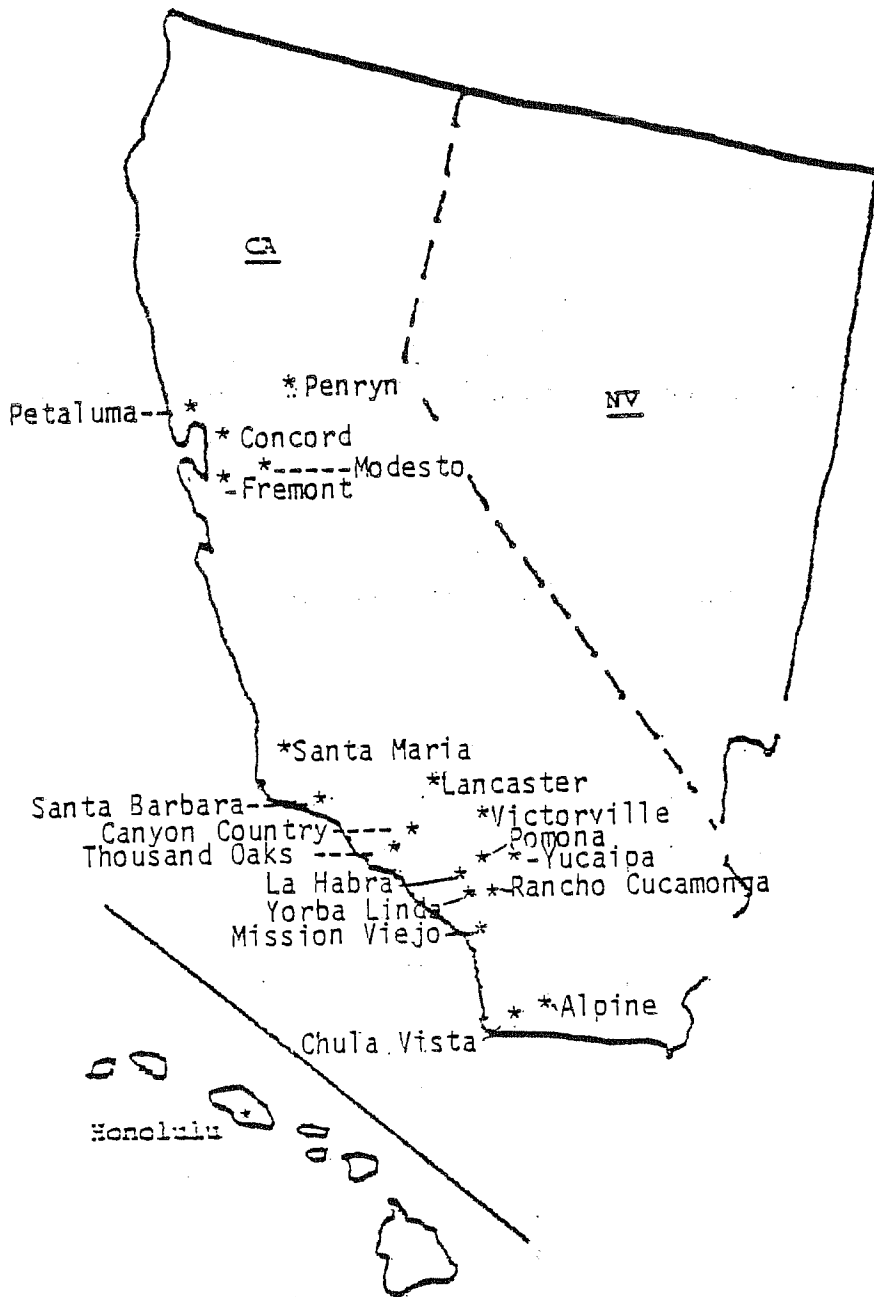 CA
NV
* Penryn
Petaluma-- *
* Concord
*-----Modesto
*-Fremont
*Santa Maria
*Lancaster
Santa Barbara---- *
*Victorville
Canyon Country---- *
Pomona
Thousand Oaks ---- *
*-Yucaipa
La Habra
*-Rancho Cucamonga
Yorba Linda
Mission Viejo-- *
*-Alpine
Chula Vista
Honolulu